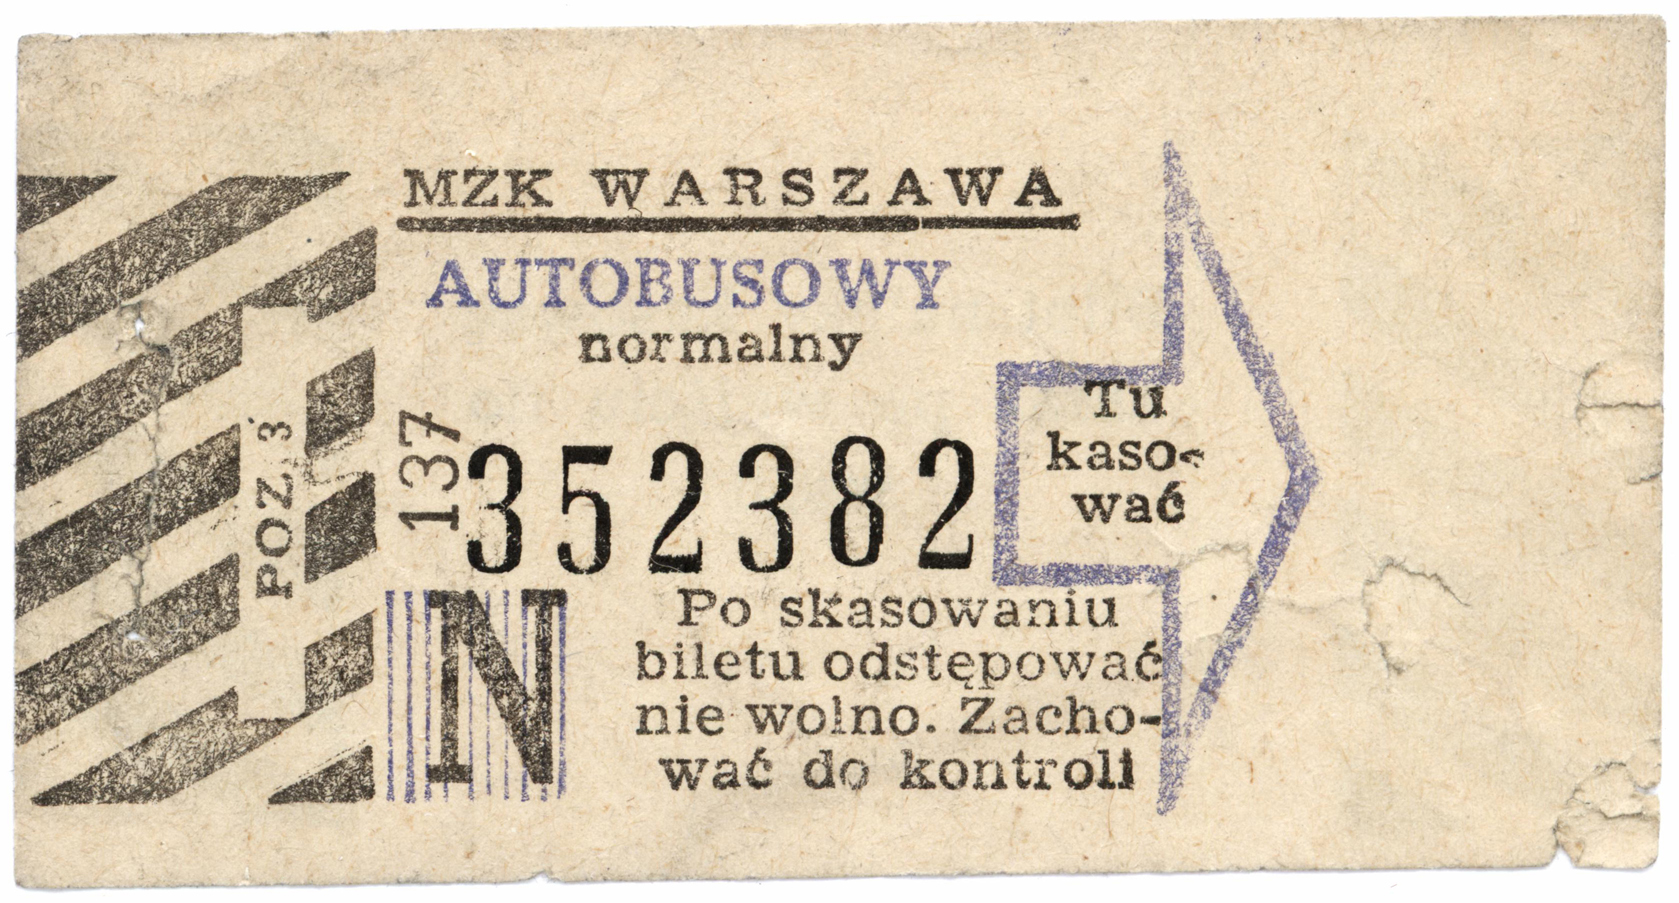 MZK WARSZAWA
AUTOBUSOWY
normalny
POZ. 3
137
352382
Tu
kaso-
wać
N
Po skasowaniu
biletu odstępować
nie wolno. Zacho-
wać do kontroli